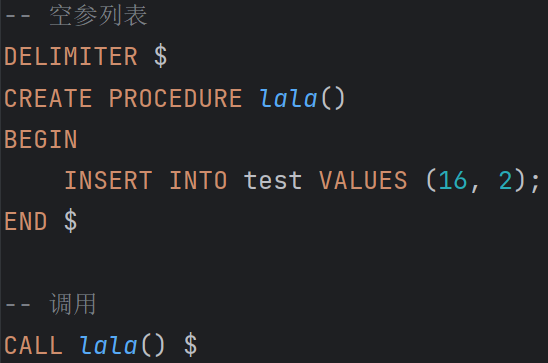 -- 空参列表
DELIMITER $
CREATE PROCEDURE lala()
BEGIN
    INSERT INTO test VALUES (16, 2);
END $

-- 调用
CALL lala() $